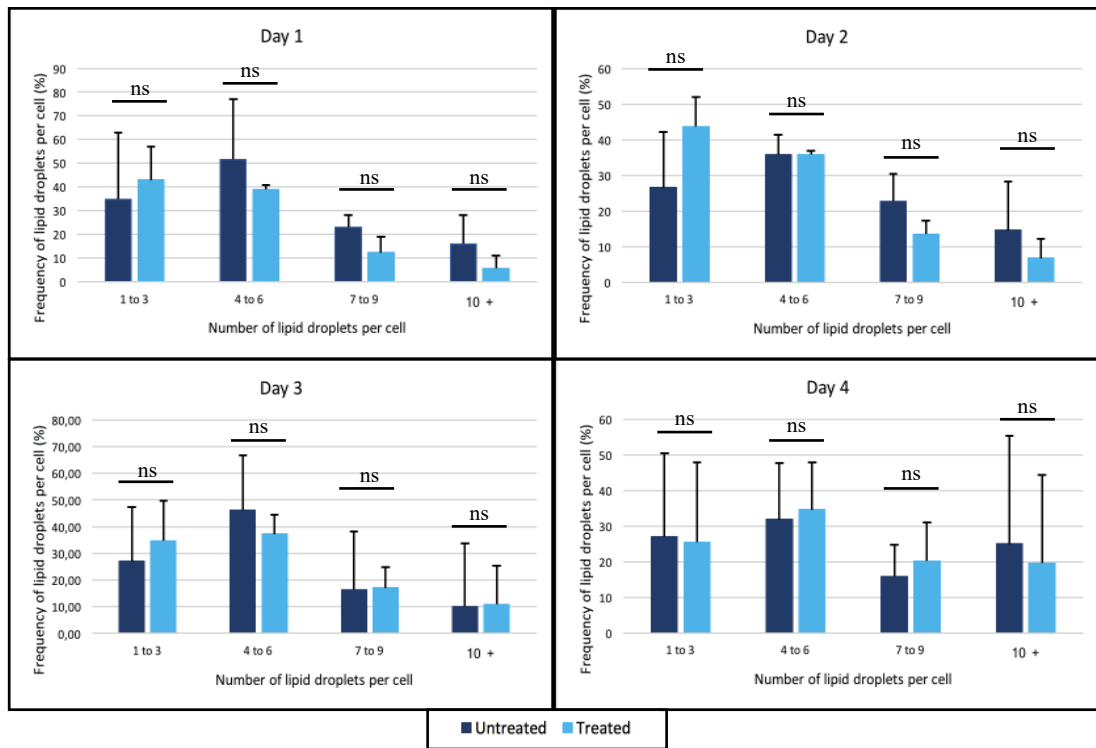 Day 1
Frequency of lipid droplets per cell (%)
90
80
70
60
50
40
30
20
10
0
ns
ns
ns
ns
1 to 3
4 to 6
7 to 9
10 +
Number of lipid droplets per cell
Day 2
Frequency of lipid droplets per cell (%)
60
50
40
30
20
10
0
ns
ns
ns
ns
1 to 3
4 to 6
7 to 9
10 +
Number of lipid droplets per cell
Day 3
Frequency of lipid droplets per cell (%)
80,00
70,00
60,00
50,00
40,00
30,00
20,00
10,00
0,00
ns
ns
ns
ns
1 to 3
4 to 6
7 to 9
10 +
Number of lipid droplets per cell
Day 4
Frequency of lipid droplets per cell (%)
60
50
40
30
20
10
0
ns
ns
ns
ns
1 to 3
4 to 6
7 to 9
10 +
Number of lipid droplets per cell
Untreated Treated